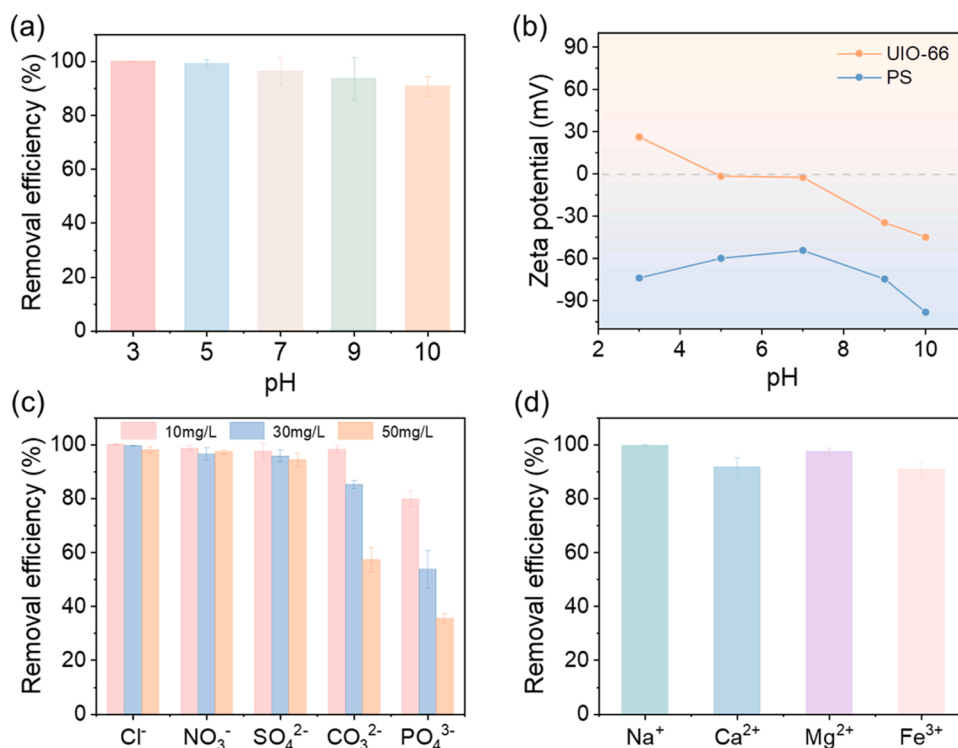 (a)
Removal efficiency (%)
100
80
60
40
20
0
3 5 7 9 10
pH
(b)
Zeta potential (mV)
90
60
30
0
-30
-60
-90
UIO-66
PS
2 4 6 8 10
pH
(c)
Removal efficiency (%)
100
80
60
40
20
0
10mg/L 30mg/L 50mg/L
Cl⁻ NO₃⁻ SO₄²⁻ CO₃²⁻ PO₄³⁻
(d)
Removal efficiency (%)
100
80
60
40
20
0
Na⁺ Ca²⁺ Mg²⁺ Fe³⁺